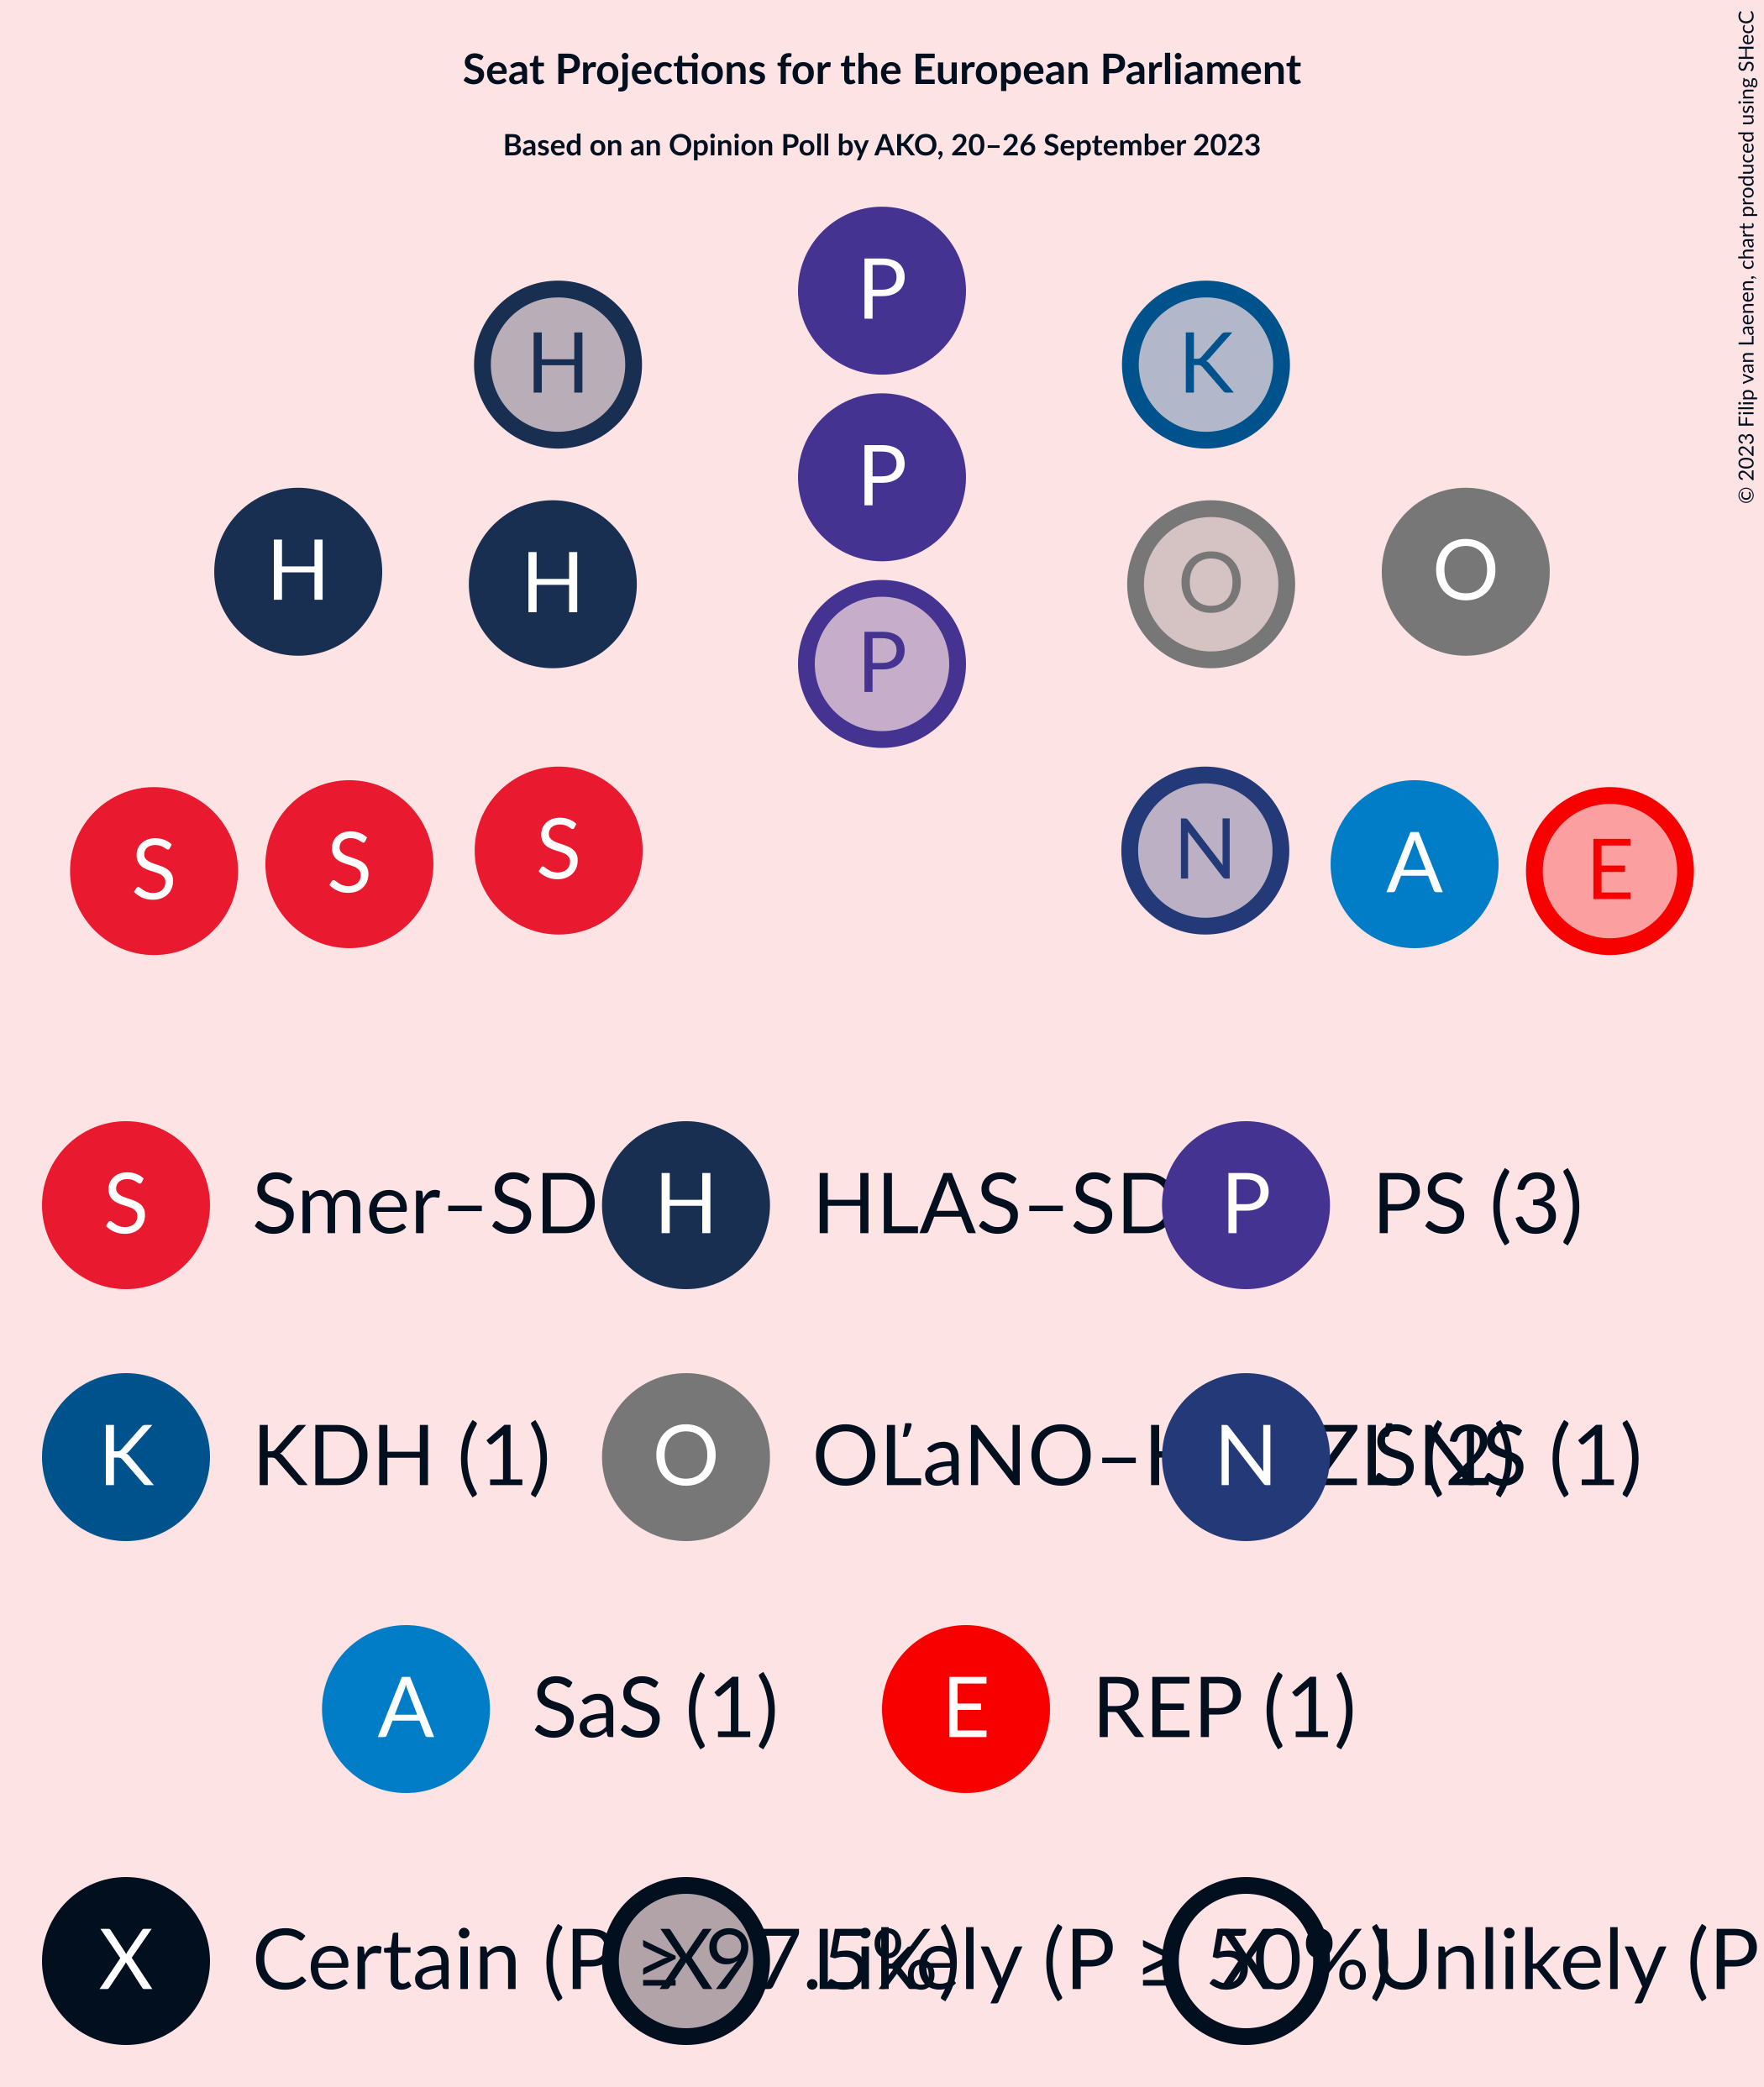 Seat Projections for the European Parliament
Based on an Opinion Poll by AKO, 20–26 September 2023
© 2023 Filip van Laenen, chart produced using SHecC
P
H K
P
H H O O
P
S S S N A E
S Smer–SD H HLAS–SD P PS (3)
K KDH (1) O OĽaNO– N SNS (1)
A SaS (1) E REP (1)
X Certain (P ≥ 97.5%) X Likely (P ≥ 50%) X Unlikely (P